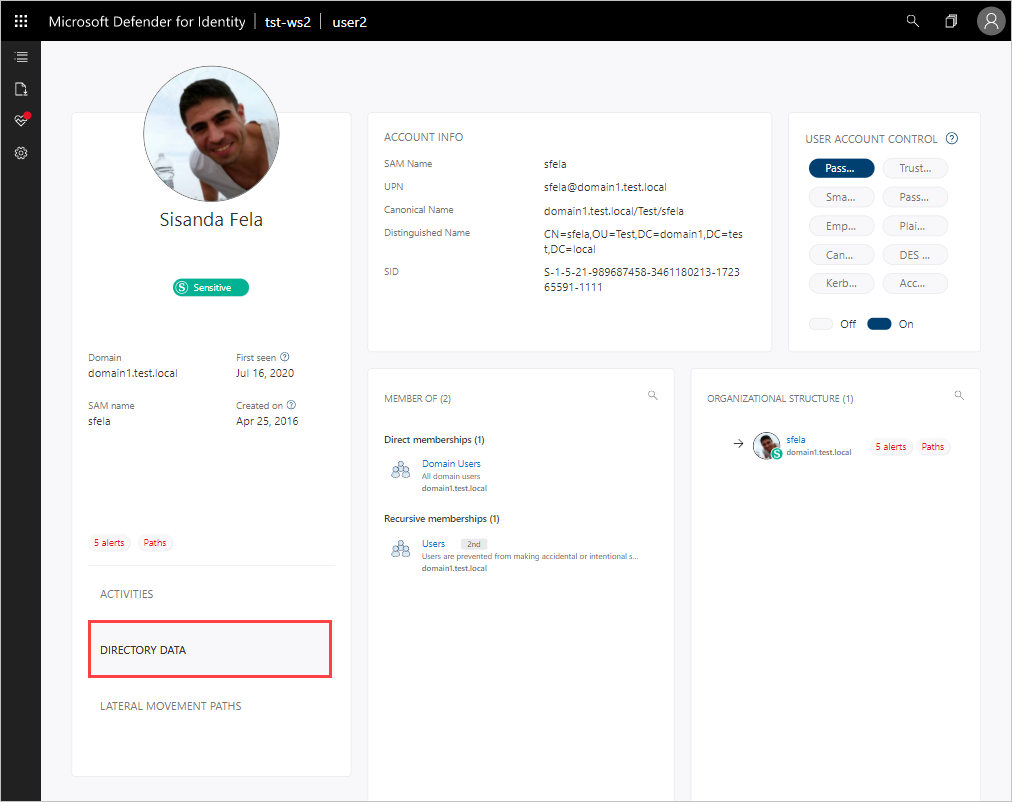 Microsoft Defender for Identity
tst-ws2
user2
Sisanda Fela
S Sensitive
Domain
domain1.test.local
First seen ?
Jul 16, 2020
SAM name
sfela
Created on ?
Apr 25, 2016
5 alerts
Paths
ACTIVITIES
DIRECTORY DATA
LATERAL MOVEMENT PATHS
ACCOUNT INFO
SAM Name
sfela
UPN
sfela@domain1.test.local
Canonical Name
domain1.test.local/Test/sfela
Distinguished Name
CN=sfela,OU=Test,DC=domain1,DC=tes
t,DC=local
SID
S-1-5-21-989687458-3461180213-1723
65591-1111
USER ACCOUNT CONTROL ?
Pass...
Trust...
Sma...
Pass...
Emp...
Plai...
Can...
DES ...
Kerb...
Acc...
Off
On
MEMBER OF (2)
Direct memberships (1)
Domain Users
All domain users
domain1.test.local
Recursive memberships (1)
Users 2nd
Users are prevented from making accidental or intentional s...
domain1.test.local
ORGANIZATIONAL STRUCTURE (1)
S
sfela
domain1.test.local
5 alerts
Paths